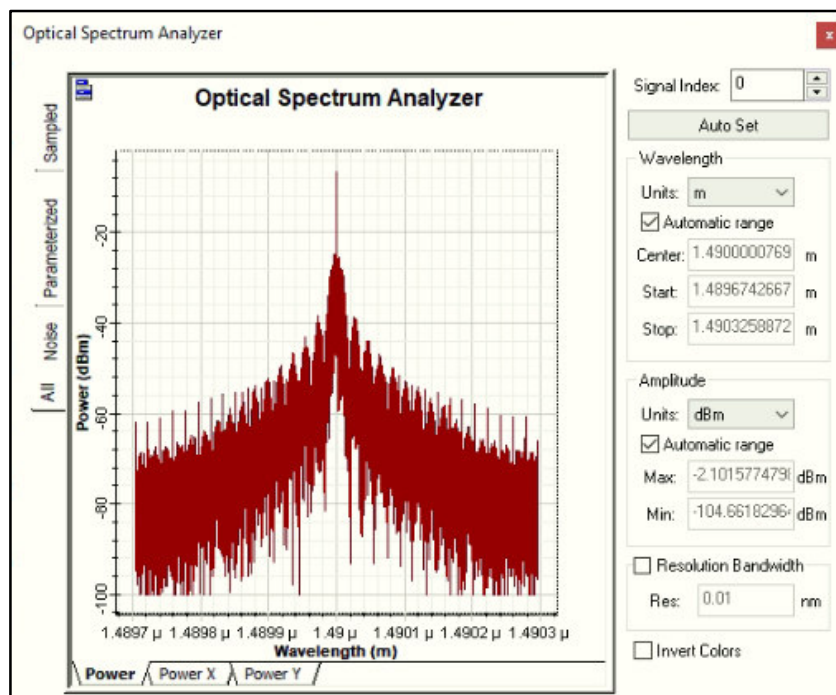 Optical Spectrum Analyzer
x
Optical Spectrum Analyzer
Signal Index: 0
Auto Set
Wavelength
Units: m
Automatic range
Center: 1.4900000769 m
Start: 1.4896742667 m
Stop: 1.4903258872 m
Amplitude
Units: dBm
Automatic range
Max: -2.101577479 dBm
Min: -104.6618296 dBm
Resolution Bandwidth
Res: 0.01 nm
Invert Colors
Sampled
Parameterized
Noise
All
Power (dBm)
-20
-40
-60
-80
-100
1.4897 µ 1.4898 µ 1.4899 µ 1.49 µ 1.4901 µ 1.4902 µ 1.4903 µ
Wavelength (m)
Power Power X Power Y